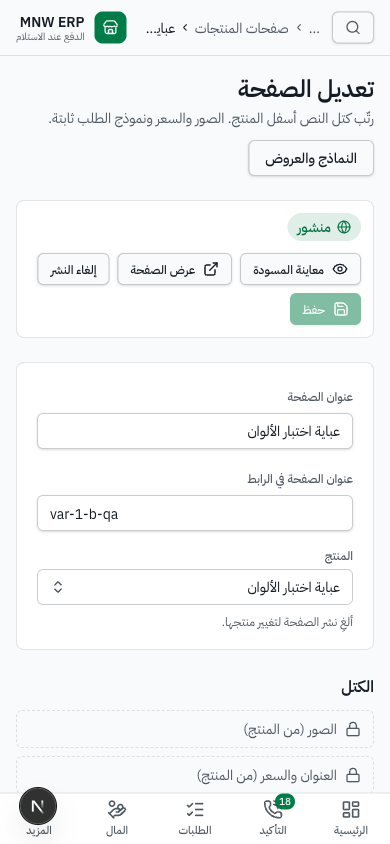 ... › صفحات المنتجات › عباي...
MNW ERP
الدفع عند الاستلام
تعديل الصفحة
رتّب كتل النص أسفل المنتج. الصور والسعر ونموذج الطلب ثابتة.
النماذج والعروض
منشور
معاينة المسودة
عرض الصفحة
إلغاء النشر
حفظ
عنوان الصفحة
عباية اختبار الألوان
عنوان الصفحة في الرابط
var-1-b-qa
المنتج
عباية اختبار الألوان
ألغِ نشر الصفحة لتغيير منتجها.
الكتل
الصور (من المنتج)
العنوان والسعر (من المنتج)
الرئيسية
18
التأكيد
الطلبات
المال
N
المزيد